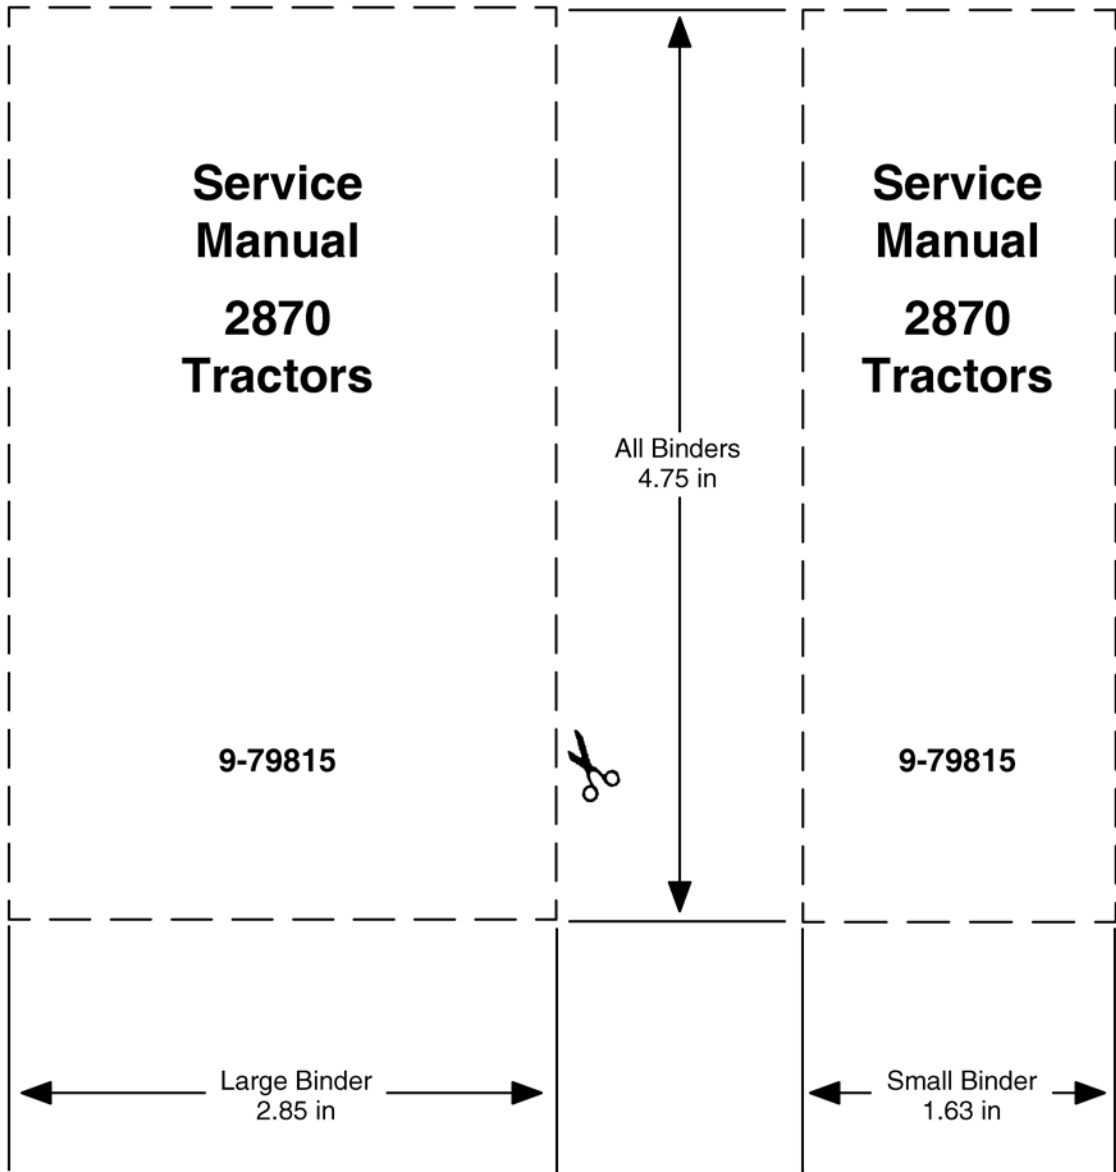 Service
Manual
2870
Tractors
9-79815
All Binders
4.75 in
Service
Manual
2870
Tractors
9-79815
Large Binder
2.85 in
Small Binder
1.63 in